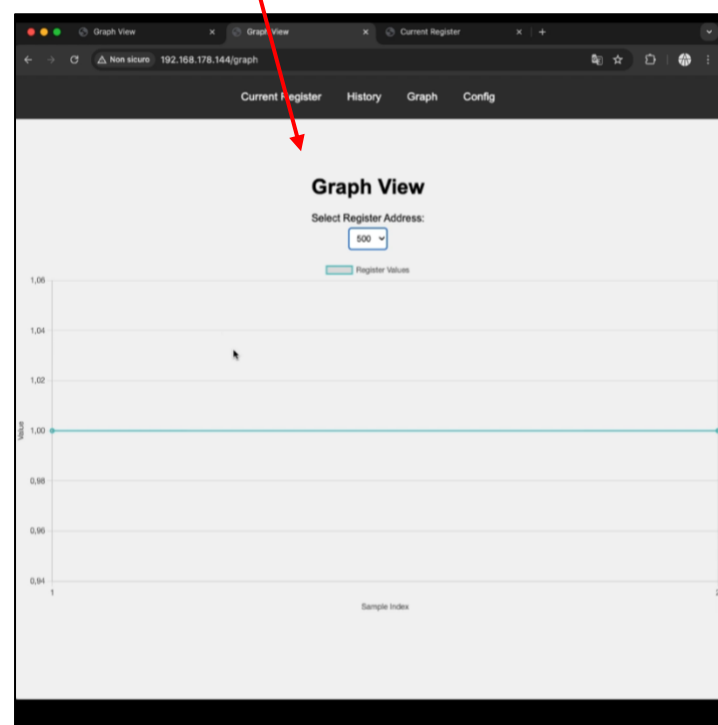 Graph View
Graph View
Current Register
Non sicuro 192.168.178.144/graph
Current Register History Graph Config
Graph View
Select Register Address:
500
Register Values
1,06
1,04
1,02
1,00
0,98
0,96
0,94
Value
1
2
Sample Index